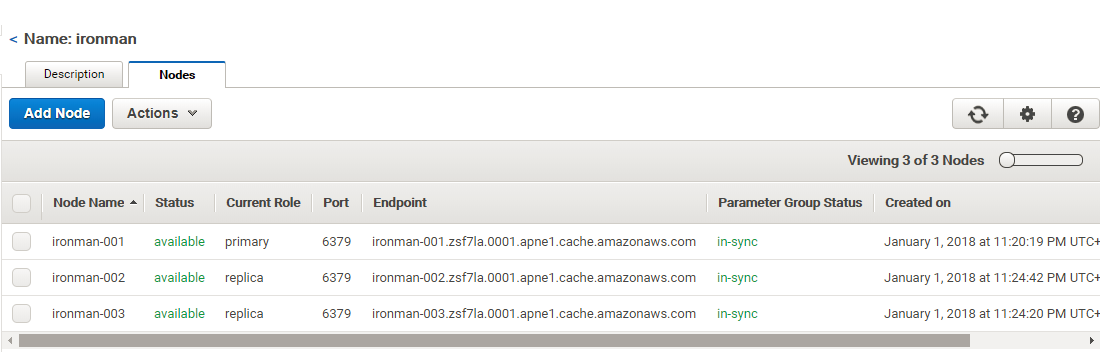 < Name: ironman
Description Nodes
Add Node Actions
Viewing 3 of 3 Nodes
Node Name Status Current Role Port Endpoint Parameter Group Status Created on
ironman-001 available primary 6379 ironman-001.zsf7la.0001.apne1.cache.amazonaws.com in-sync January 1, 2018 at 11:20:19 PM UTC+
ironman-002 available replica 6379 ironman-002.zsf7la.0001.apne1.cache.amazonaws.com in-sync January 1, 2018 at 11:24:42 PM UTC+
ironman-003 available replica 6379 ironman-003.zsf7la.0001.apne1.cache.amazonaws.com in-sync January 1, 2018 at 11:24:20 PM UTC+